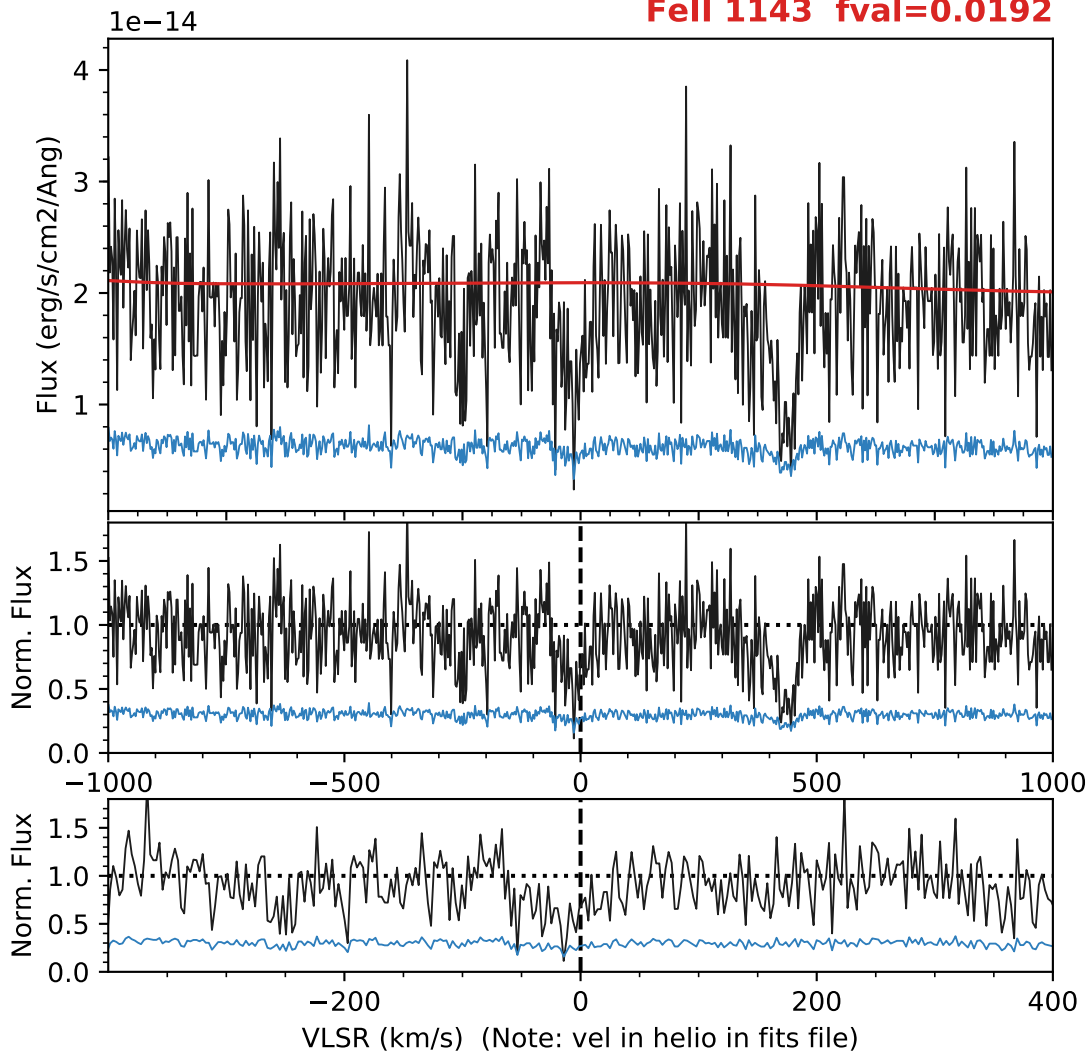 FeII 1143 fval=0.0192
1e−14
4
3
2
1
Flux (erg/s/cm2/Ang)
1.5
1.0
0.5
0.0
Norm. Flux
−1000 −500 0 500 1000
1.5
1.0
0.5
0.0
Norm. Flux
−200 0 200 400
VLSR (km/s) (Note: vel in helio in fits file)